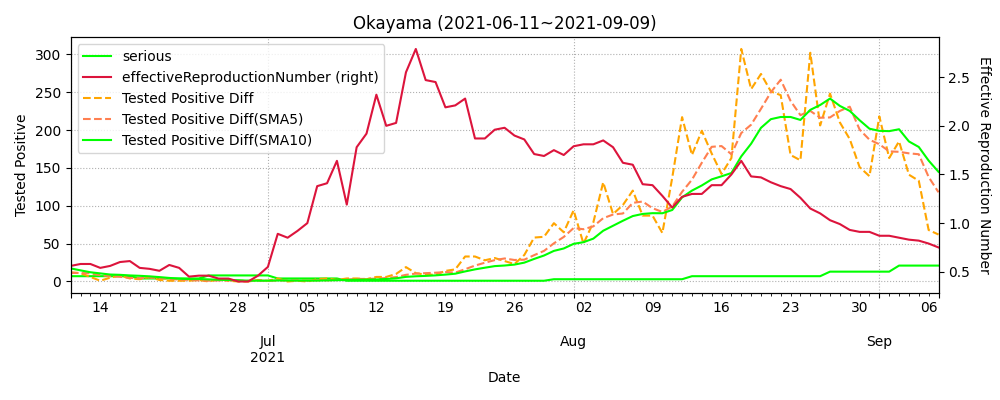 Okayama (2021-06-11~2021-09-09)
serious
effectiveReproductionNumber (right)
Tested Positive Diff
Tested Positive Diff(SMA5)
Tested Positive Diff(SMA10)
Tested Positive
300
250
200
150
100
50
0
2.5
2.0
1.5
1.0
0.5
Effective Reproduction Number
14 21 28 05 12 19 26 02 09 16 23 30 06
Jul Aug Sep
2021
Date